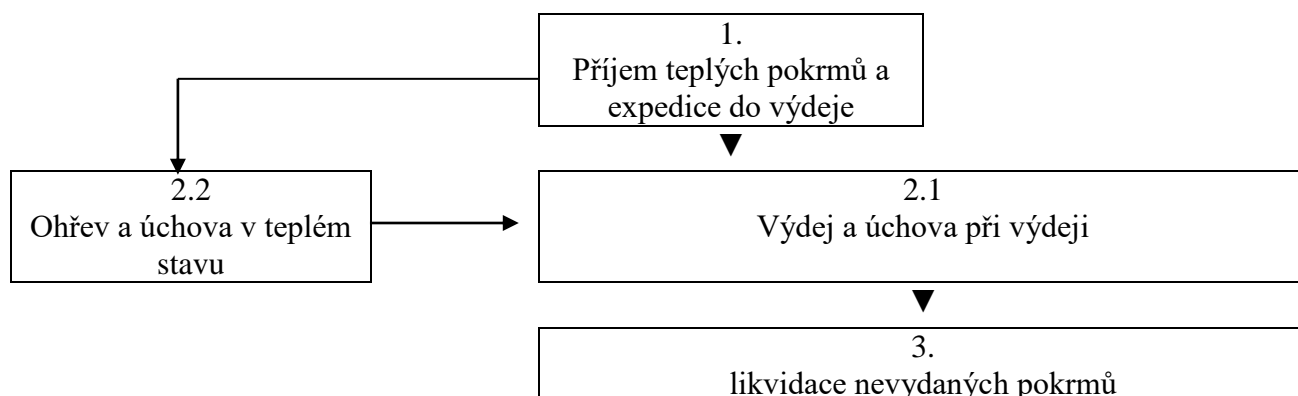 1.
Příjem teplých pokrmů a
expedice do výdeje
2.2
Ohřev a úchova v teplém
stavu
2.1
Výdej a úchova při výdeji
3.
likvidace nevydaných pokrmů